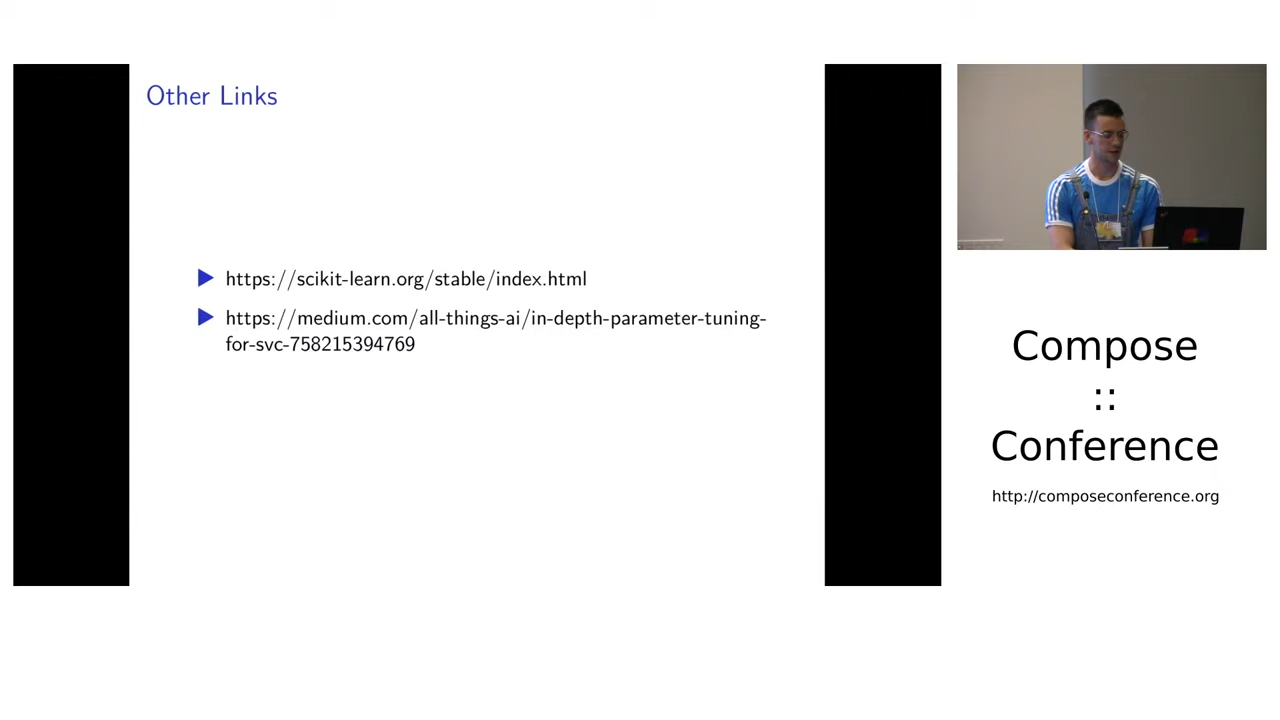 Other Links
https://scikit-learn.org/stable/index.html
https://medium.com/all-things-ai/in-depth-parameter-tuning-
for-svc-758215394769
Compose
::
Conference
http://composeconference.org